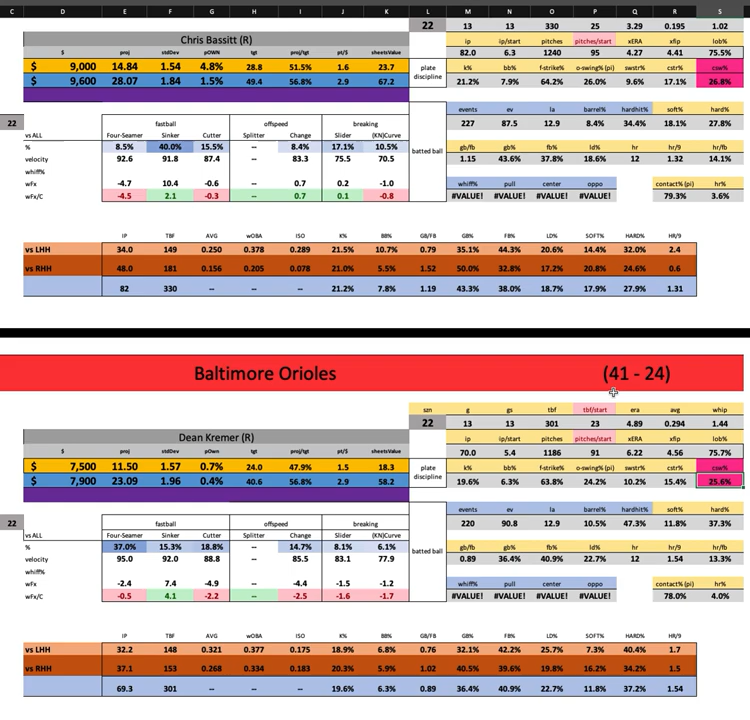 C D E F G H I J K L M N O P Q R S
22 13 13 330 25 3.29 0.195 1.02
Chris Bassitt (R) ip ip/start pitches pitches/start xERA xfip lob%
$ proj stdDev pOWN tgt proj/tgt pt/$ sheetsValue 82.0 6.3 1240 95 4.27 4.41 75.5%
$ 9,000 14.84 1.54 4.8% 28.8 51.5% 1.6 23.7 plate discipline k% bb% f-strike% o-swing% (pi) swstr% cstr% csw%
$ 9,600 28.07 1.84 1.5% 49.4 56.8% 2.9 67.2 21.2% 7.9% 64.2% 26.0% 9.6% 17.1% 26.8%
events ev la barrel% hardhit% soft% hard%
22 fastball offspeed breaking 227 87.5 12.9 8.4% 34.4% 18.1% 27.8%
vs ALL Four-Seamer Sinker Cutter Splitter Change Slider (KN)Curve
% 8.5% 40.0% 15.5% -- 8.4% 17.1% 10.5% batted ball gb/fb gb% fb% ld% hr hr/9 hr/fb
velocity 92.6 91.8 87.4 83.3 75.5 70.5 1.15 43.6% 37.8% 18.6% 12 1.32 14.1%
whiff%
wFx -4.7 10.4 -0.6 -- 0.7 0.2 -1.0 whiff% pull center oppo contact% (pi) hr%
wFx/C -4.5 2.1 -0.3 -- 0.7 0.1 -0.8 #VALUE! #VALUE! #VALUE! #VALUE! 79.3% 3.6%
IP TBF AVG wOBA ISO K% BB% GB/FB GB% FB% LD% SOFT% HARD% HR/9
vs LHH 34.0 149 0.250 0.378 0.289 21.5% 10.7% 0.79 35.1% 44.3% 20.6% 14.4% 32.0% 2.4
vs RHH 48.0 181 0.156 0.205 0.078 21.0% 5.5% 1.52 50.0% 32.8% 17.2% 20.8% 24.6% 0.6
82 330 -- -- -- 21.2% 7.8% 1.19 43.3% 38.0% 18.7% 17.9% 27.9% 1.31
Baltimore Orioles (41 - 24)
szn g gs tbf tbf/start era avg whip
22 13 13 301 23 4.89 0.294 1.44
Dean Kremer (R) ip ip/start pitches pitches/start xERA xfip lob%
$ proj stdDev pOwn tgt proj/tgt pt/$ sheetsValue 70.0 5.4 1186 91 6.22 4.56 75.7%
$ 7,500 11.50 1.57 0.7% 24.0 47.9% 1.5 18.3 plate discipline k% bb% f-strike% o-swing% (pi) swstr% cstr% csw%
$ 7,900 23.09 1.96 0.4% 40.6 56.8% 2.9 58.2 19.6% 6.3% 63.8% 24.2% 10.2% 15.4% 25.6%
events ev la barrel% hardhit% soft% hard%
22 fastball offspeed breaking 220 90.8 12.9 10.5% 47.3% 11.8% 37.3%
vs ALL Four-Seamer Sinker Cutter Splitter Change Slider (KN)Curve
% 37.0% 15.3% 18.8% -- 14.7% 8.1% 6.1% batted ball gb/fb gb% fb% ld% hr hr/9 hr/fb
velocity 95.0 92.0 88.8 -- 85.5 83.1 77.9 0.89 36.4% 40.9% 22.7% 12 1.54 13.3%
whiff%
wFx -2.4 7.4 -4.9 -- -4.4 -1.5 -1.2 whiff% pull center oppo contact% (pi) hr%
wFx/C -0.5 4.1 -2.2 -- -2.5 -1.6 -1.7 #VALUE! #VALUE! #VALUE! #VALUE! 78.0% 4.0%
IP TBF AVG wOBA ISO K% BB% GB/FB GB% FB% LD% SOFT% HARD% HR/9
vs LHH 32.2 148 0.321 0.377 0.175 18.9% 6.8% 0.76 32.1% 42.2% 25.7% 7.3% 40.4% 1.7
vs RHH 37.1 153 0.268 0.334 0.183 20.3% 5.9% 1.02 40.5% 39.6% 19.8% 16.2% 34.2% 1.5
69.3 301 -- -- -- 19.6% 6.3% 0.89 36.4% 40.9% 22.7% 11.8% 37.2% 1.54